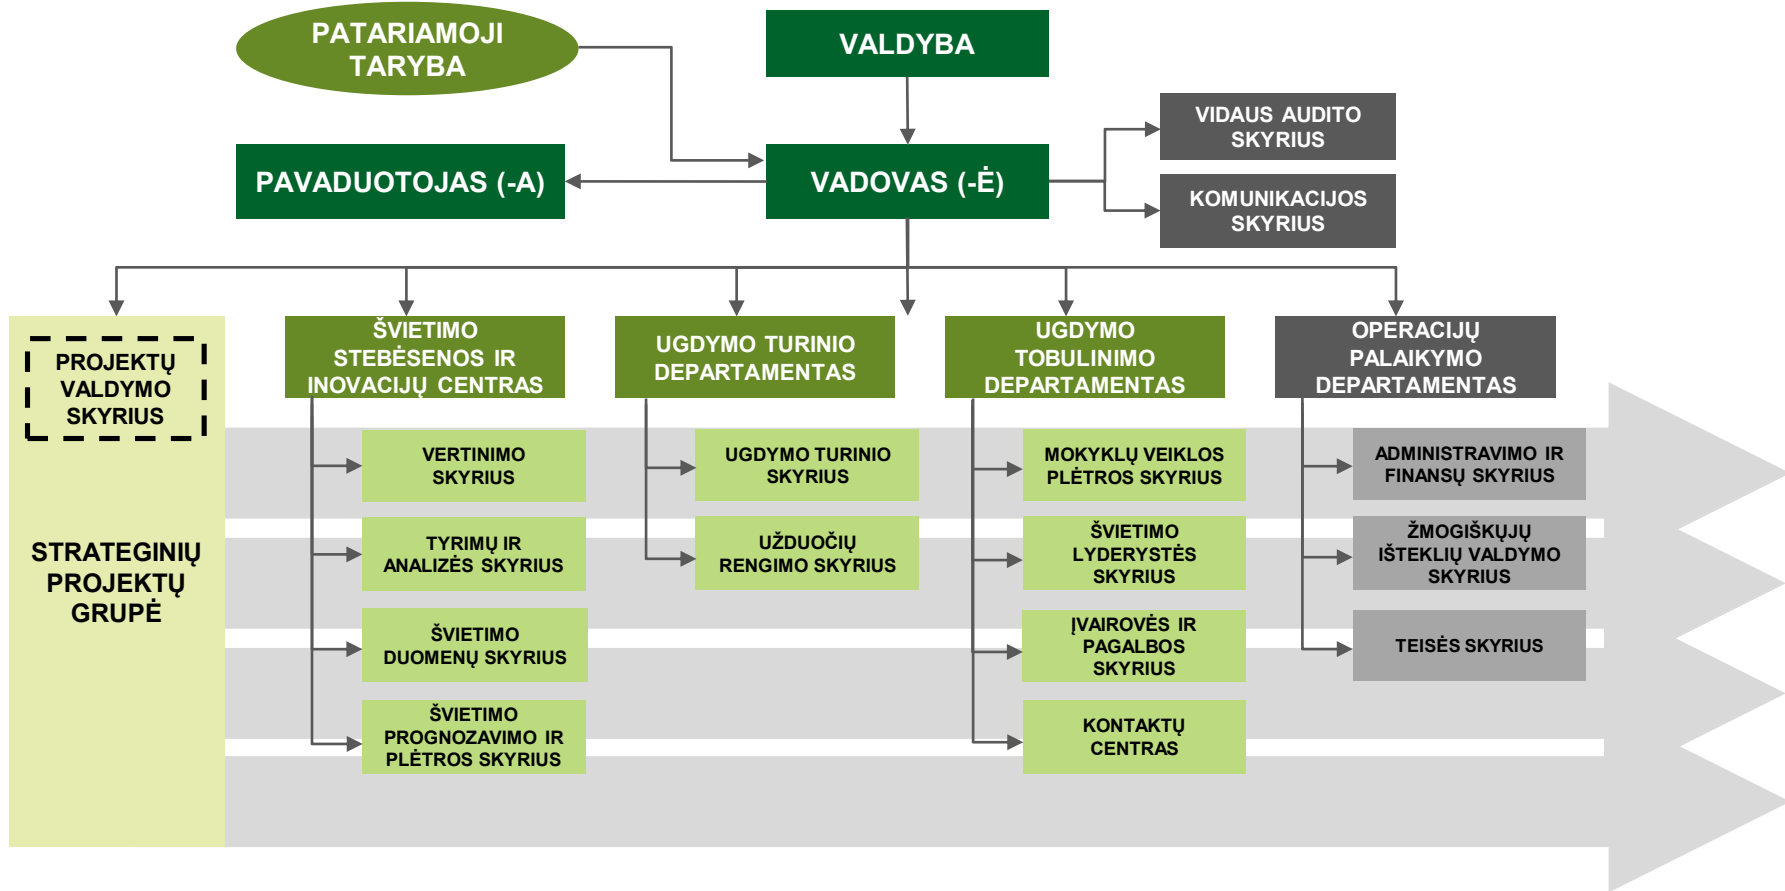 PATARIAMOJI
TARYBA
VALDYBA
VIDAUS AUDITO
SKYRIUS
PAVADUOTOJAS (-A)
VADOVAS (-Ė)
KOMUNIKACIJOS
SKYRIUS
PROJEKTŲ
VALDYMO
SKYRIUS
STRATEGINIŲ
PROJEKTŲ
GRUPĖ
ŠVIETIMO
STEBĖSENOS IR
INOVACIJŲ CENTRAS
VERTINIMO
SKYRIUS
TYRIMŲ IR
ANALIZĖS SKYRIUS
ŠVIETIMO
DUOMENŲ SKYRIUS
ŠVIETIMO
PROGNOZAVIMO IR
PLĖTROS SKYRIUS
UGDYMO TURINIO
DEPARTAMENTAS
UGDYMO TURINIO
SKYRIUS
UŽDUOČIŲ
RENGIMO SKYRIUS
UGDYMO
TOBULINIMO
DEPARTAMENTAS
MOKYKLŲ VEIKLOS
PLĖTROS SKYRIUS
ŠVIETIMO
LYDERYSTĖS
SKYRIUS
ĮVAIROVĖS IR
PAGALBOS
SKYRIUS
KONTAKTŲ
CENTRAS
OPERACIJŲ
PALAIKYMO
DEPARTAMENTAS
ADMINISTRAVIMO IR
FINANSŲ SKYRIUS
ŽMOGIŠKŲJŲ
IŠTEKLIŲ VALDYMO
SKYRIUS
TEISĖS SKYRIUS